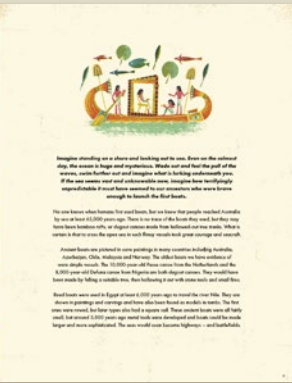 Imagine standing on a shore and looking out to sea. Even on the calmest
day, the ocean is huge and mysterious. Wade out and feel the pull of the
waves, swim further out and imagine what is lurking underneath you.
If the sea seems vast and unknowable now, imagine how terrifyingly
unpredictable it must have seemed to our ancestors who were brave
enough to launch the first boats.
No one knows when humans first used boats, but we know that people reached Australia
by sea at least 65,000 years ago. There is no trace of the boats they used, but they may
have been bamboo rafts, or dugout canoes made from hollowed out tree trunks. What is
certain is that to cross the open sea in such flimsy vessels took great courage and seacraft.
Ancient boats are pictured in cave paintings in many countries including Australia,
Azerbaijan, Chile, Malaysia and Norway. The oldest boats we have evidence of
were simple vessels. The 10,000-year-old Pesse canoe from the Netherlands and the
8,000-year-old Dufuna canoe from Nigeria are both dugout canoes. They would have
been made by felling a suitable tree, then hollowing it out with stone tools and small fires.
Reed boats were used in Egypt at least 6,000 years ago to travel the river Nile. They are
shown in paintings and carvings and have also been found as models in tombs. The first
ones were rowed, but later types also had a square sail. These ancient boats were all fairly
small, but around 5,000 years ago metal tools were developed and boats could be made
larger and more sophisticated. The seas would soon become highways – and battlefields.